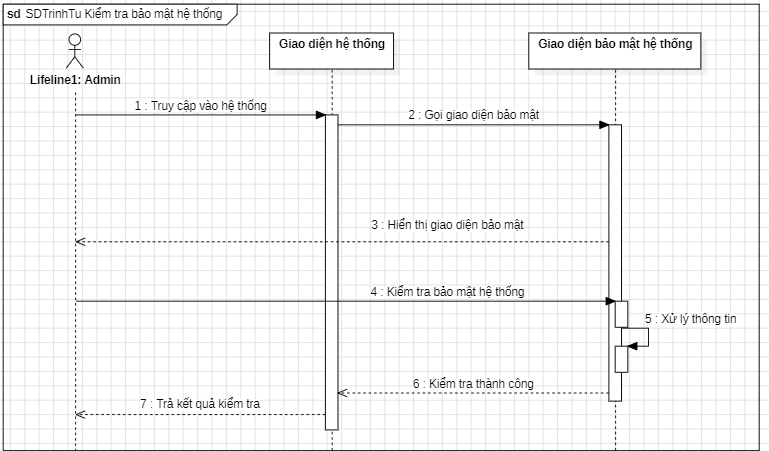 sd SDTrinhTu Kiểm tra bảo mật hệ thống
Giao diện hệ thống
Giao diện bảo mật hệ thống
Lifeline1: Admin
1 : Truy cập vào hệ thống
2 : Gọi giao diện bảo mật
3 : Hiển thị giao diện bảo mật
4 : Kiểm tra bảo mật hệ thống
5 : Xử lý thông tin
6 : Kiểm tra thành công
7 : Trả kết quả kiểm tra